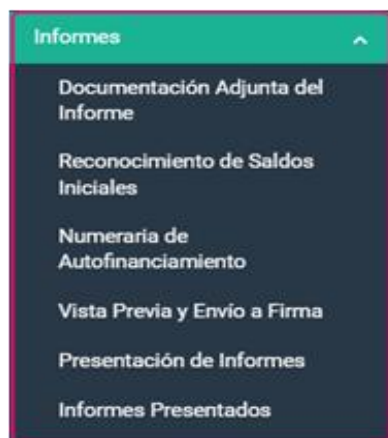 Informes
Documentación Adjunta del
Informe
Reconocimiento de Saldos
Iniciales
Numeraria de
Autofinanciamiento
Vista Previa y Envío a Firma
Presentación de Informes
Informes Presentados